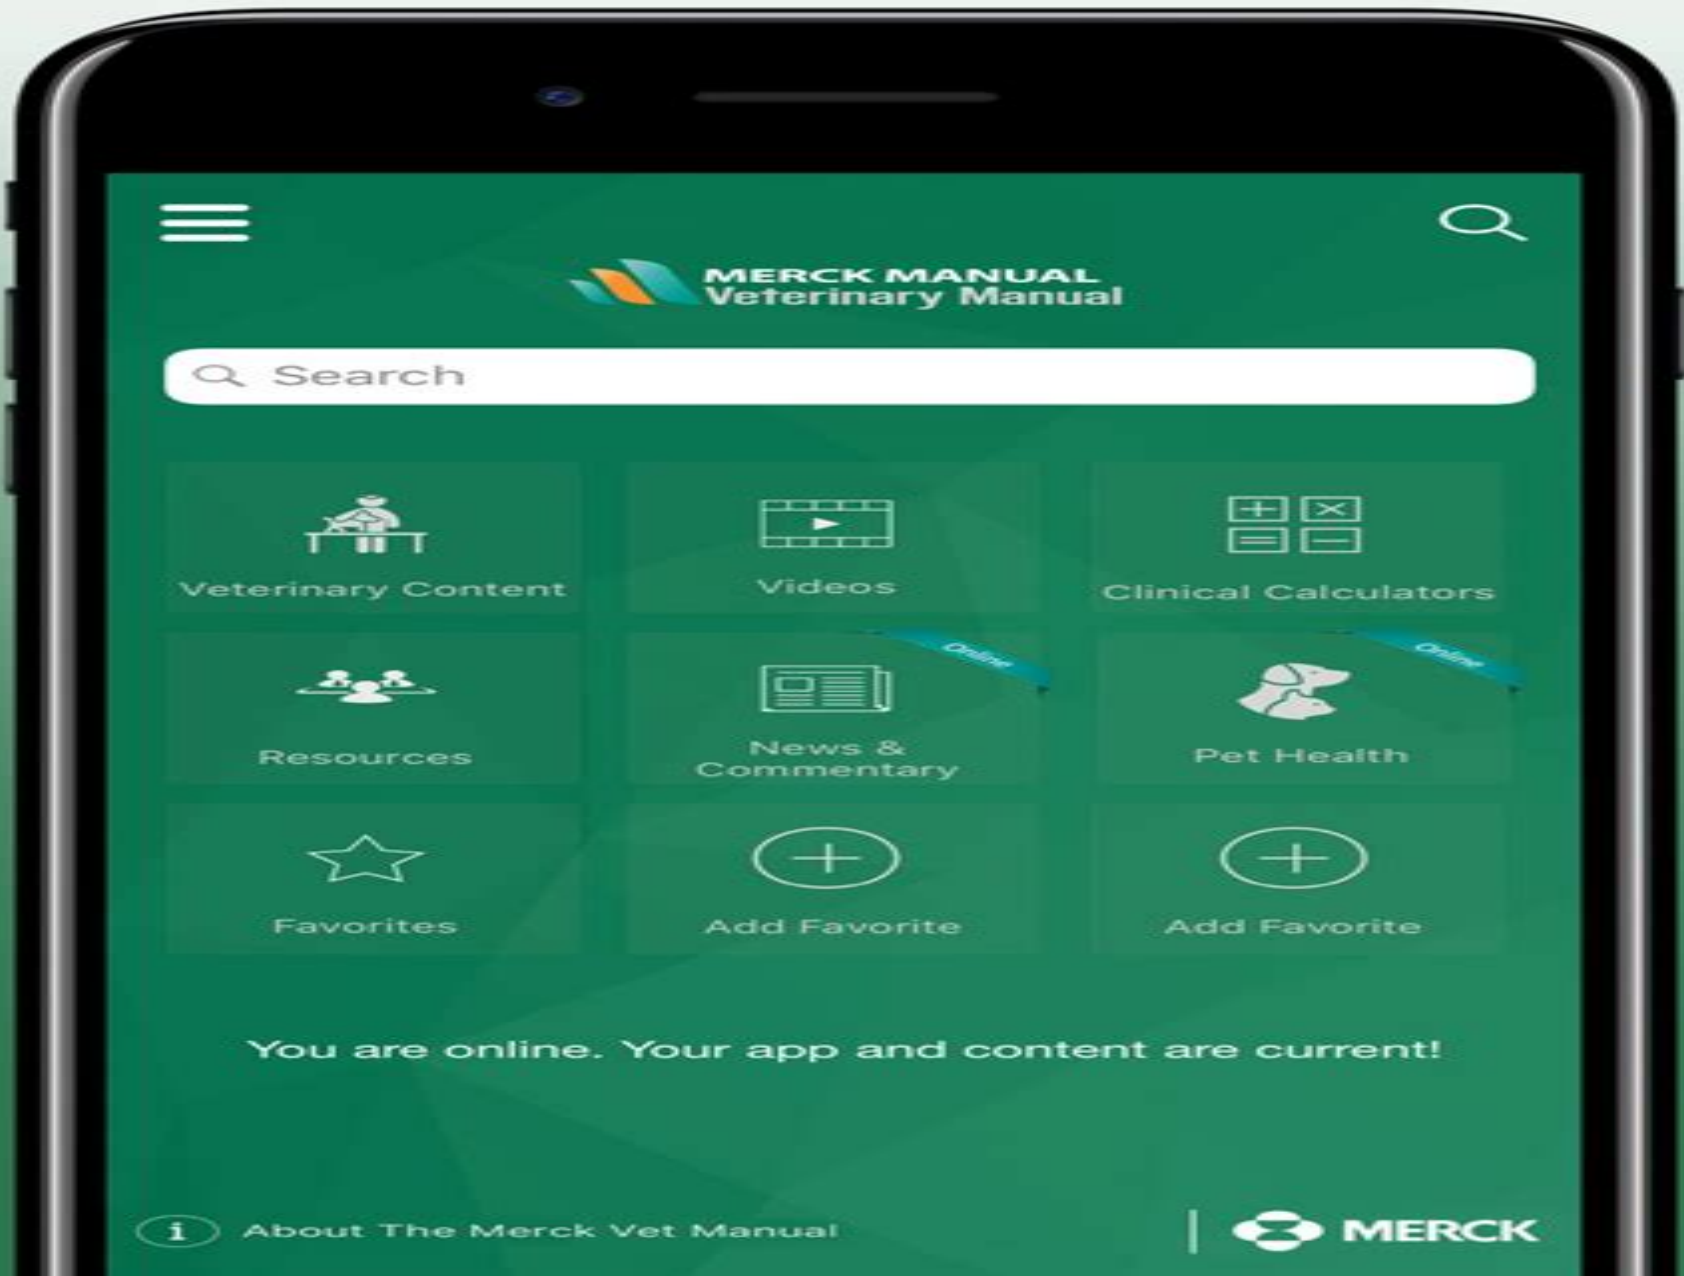 MERCK MANUAL
Veterinary Manual
Search
Veterinary Content
Videos
Clinical Calculators
Online
Online
Resources
News &
Commentary
Pet Health
Favorites
Add Favorite
Add Favorite
You are online. Your app and content are current!
i About The Merck Vet Manual
MERCK